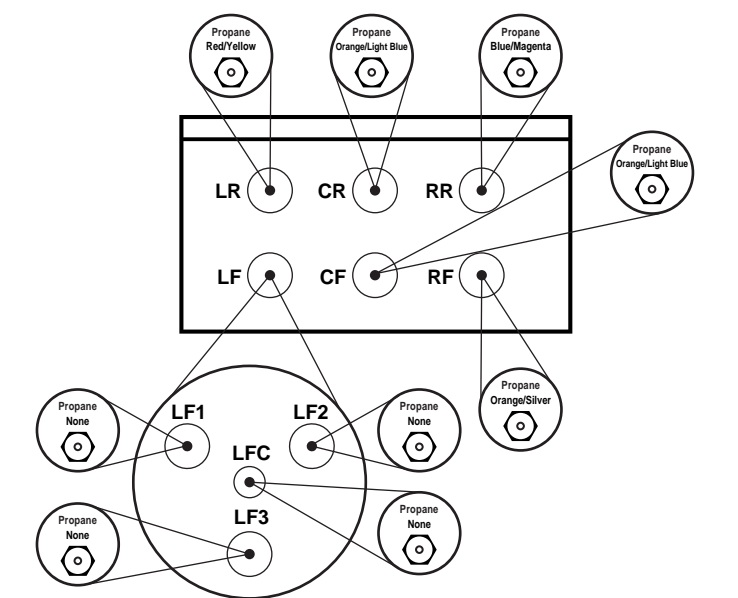 Propane
Red/Yellow
Propane
Orange/Light Blue
Propane
Blue/Magenta
Propane
Orange/Light Blue
LR
CR
RR
LF
CF
RF
Propane
Orange/Silver
Propane
None
LF1
LF2
Propane
None
LFC
LF3
Propane
None
Propane
None